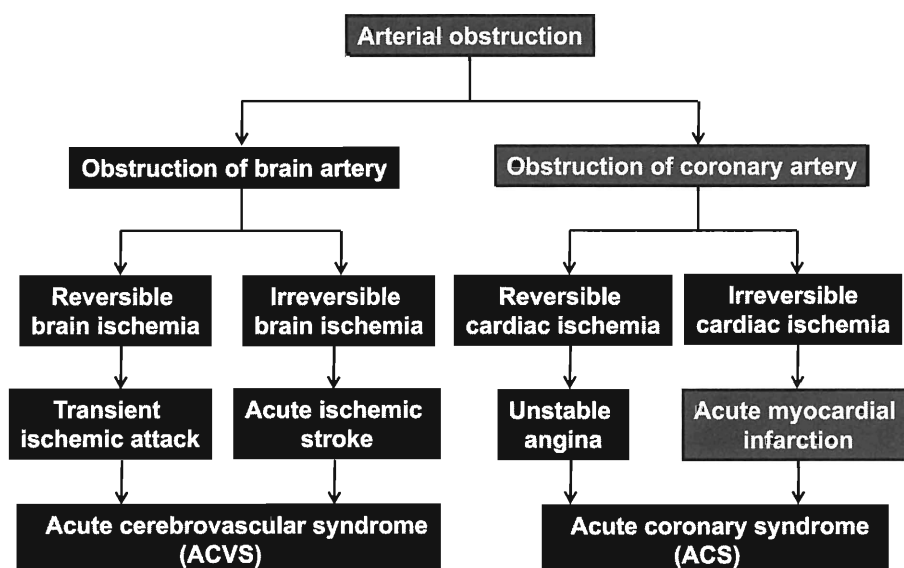 Arterial obstruction
Obstruction of brain artery
Obstruction of coronary artery
Reversible
brain ischemia
Irreversible
brain ischemia
Reversible
cardiac ischemia
Irreversible
cardiac ischemia
Transient
ischemic attack
Acute ischemic
stroke
Unstable
angina
Acute myocardial
infarction
Acute cerebrovascular syndrome
(ACVS)
Acute coronary syndrome
(ACS)